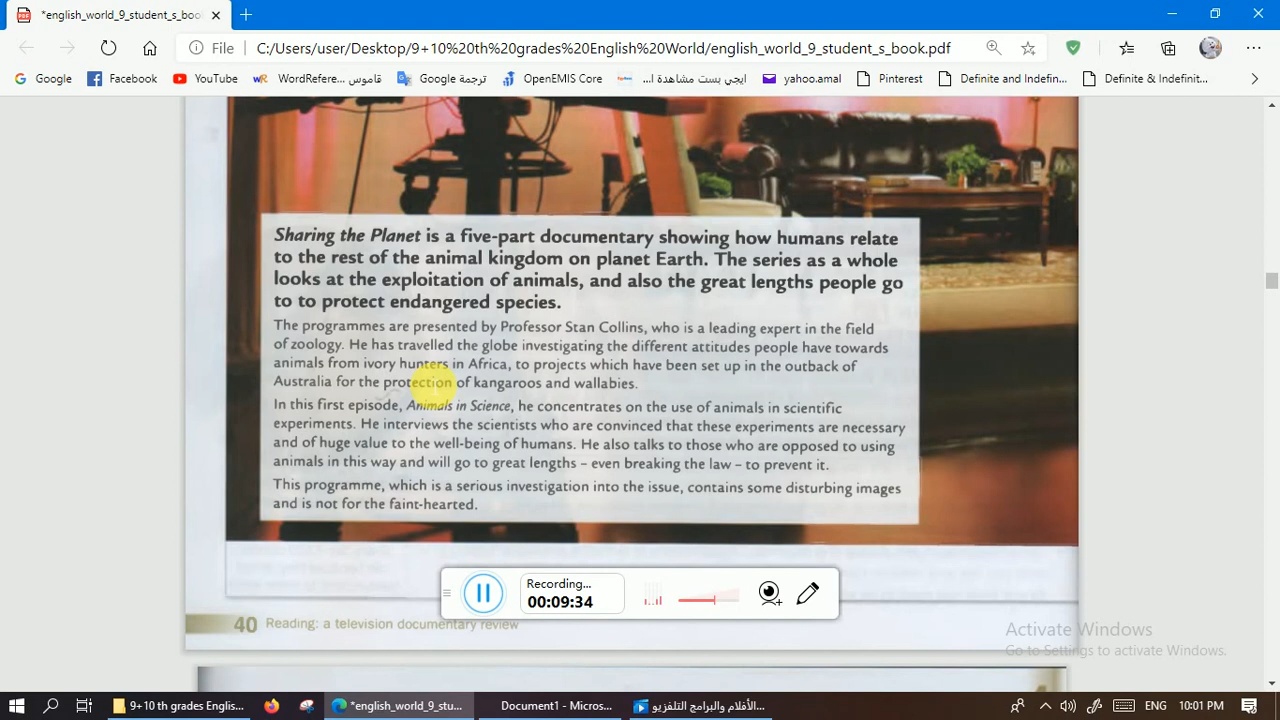 *english_world_9_student_s_book
File
C:/Users/user/Desktop/9+10%20th%20grades%20English%20World/english_world_9_student_s_book.pdf
Google
Facebook
YouTube
WordRefere...
قاموس
Google ترجمة
OpenEMIS Core
ايجي بست مشاهدة ا...
yahoo.amal
Pinterest
Definite and Indefin...
Definite & Indefinit...
Sharing the Planet is a five-part documentary showing how humans relate
to the rest of the animal kingdom on planet Earth. The series as a whole
looks at the exploitation of animals, and also the great lengths people go
to to protect endangered species.
The programmes are presented by Professor Stan Collins, who is a leading expert in the field
of zoology. He has travelled the globe investigating the different attitudes people have towards
animals from ivory hunters in Africa, to projects which have been set up in the outback of
Australia for the protection of kangaroos and wallabies.
In this first episode, Animals in Science, he concentrates on the use of animals in scientific
experiments. He interviews the scientists who are convinced that these experiments are necessary
and of huge value to the well-being of humans. He also talks to those who are opposed to using
animals in this way and will go to great lengths – even breaking the law – to prevent it.
This programme, which is a serious investigation into the issue, contains some disturbing images
and is not for the faint-hearted.
Recording...
00:09:34
40 Reading: a television documentary review
Activate Windows
Go to Settings to activate Windows.
9+10 th grades Englis...
*english_world_9_stu...
Document1 - Microso...
الأفلام والبرامج التلفزيو...
ENG
10:01 PM